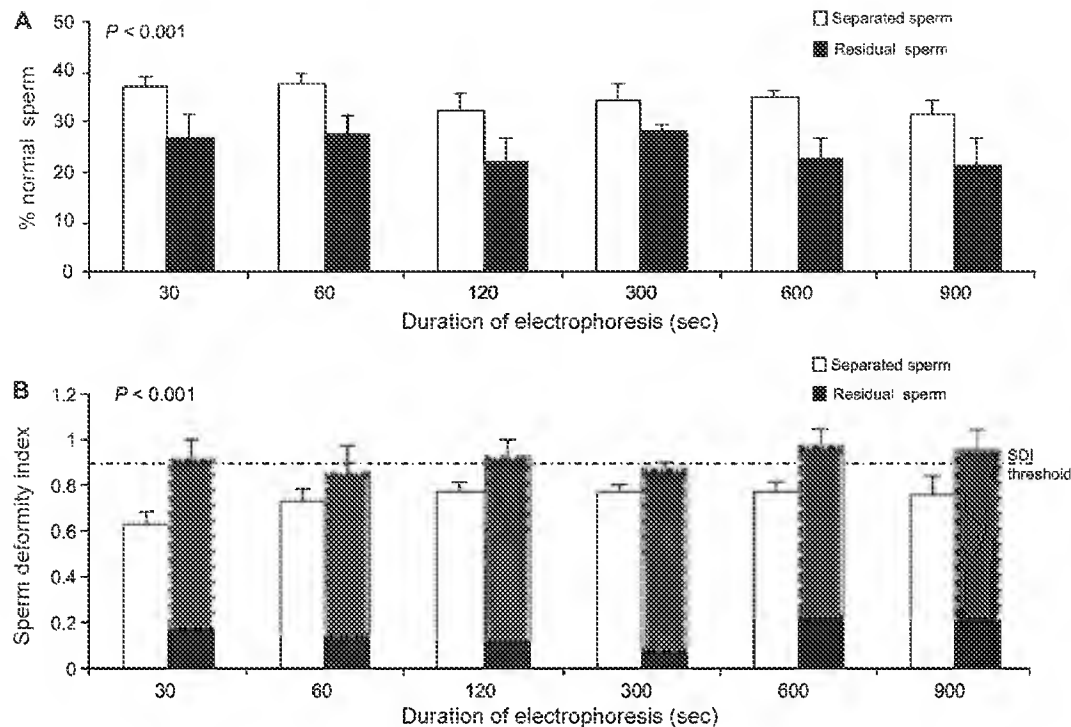 A
P < 0.001
Separated sperm
Residual sperm
50
40
30
20
10
0
% normal sperm
30 60 120 300 600 900
Duration of electrophoresis (sec)
B
P < 0.001
Separated sperm
Residual sperm
1.2
1
0.8
0.6
0.4
0.2
0
Sperm deformity index
SDI
threshold
30 60 120 300 600 900
Duration of electrophoresis (sec)